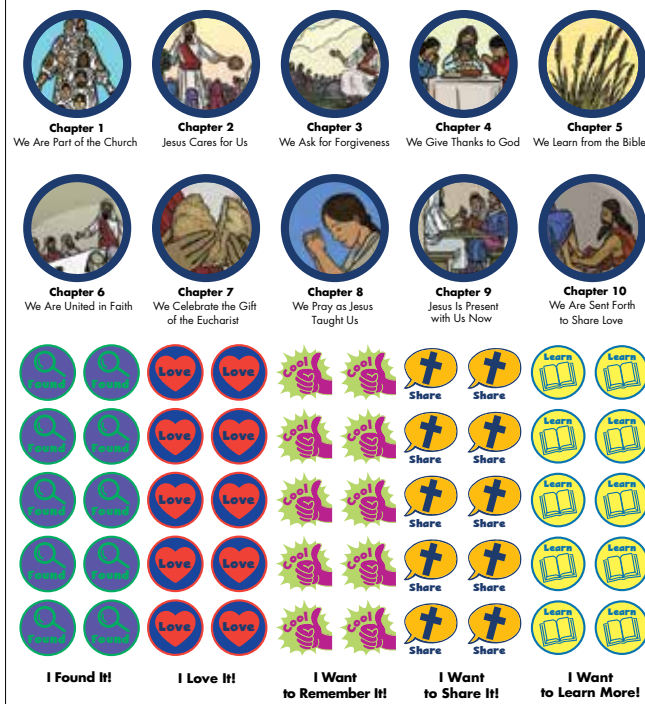 Chapter 1
We Are Part of the Church
Chapter 2
Jesus Cares for Us
Chapter 3
We Ask for Forgiveness
Chapter 4
We Give Thanks to God
Chapter 5
We Learn from the Bible
Chapter 6
We Are United in Faith
Chapter 7
We Celebrate the Gift
of the Eucharist
Chapter 8
We Pray as Jesus
Taught Us
Chapter 9
Jesus Is Present
with Us Now
Chapter 10
We Are Sent Forth
to Share Love
Found Found Love Love Cool Cool Share Share Learn Learn
Found Found Love Love Cool Cool Share Share Learn Learn
Found Found Love Love Cool Cool Share Share Learn Learn
Found Found Love Love Cool Cool Share Share Learn Learn
Found Found Love Love Cool Cool Share Share Learn Learn
I Found It!
I Love It!
I Want
to Remember It!
I Want
to Share It!
I Want
to Learn More!